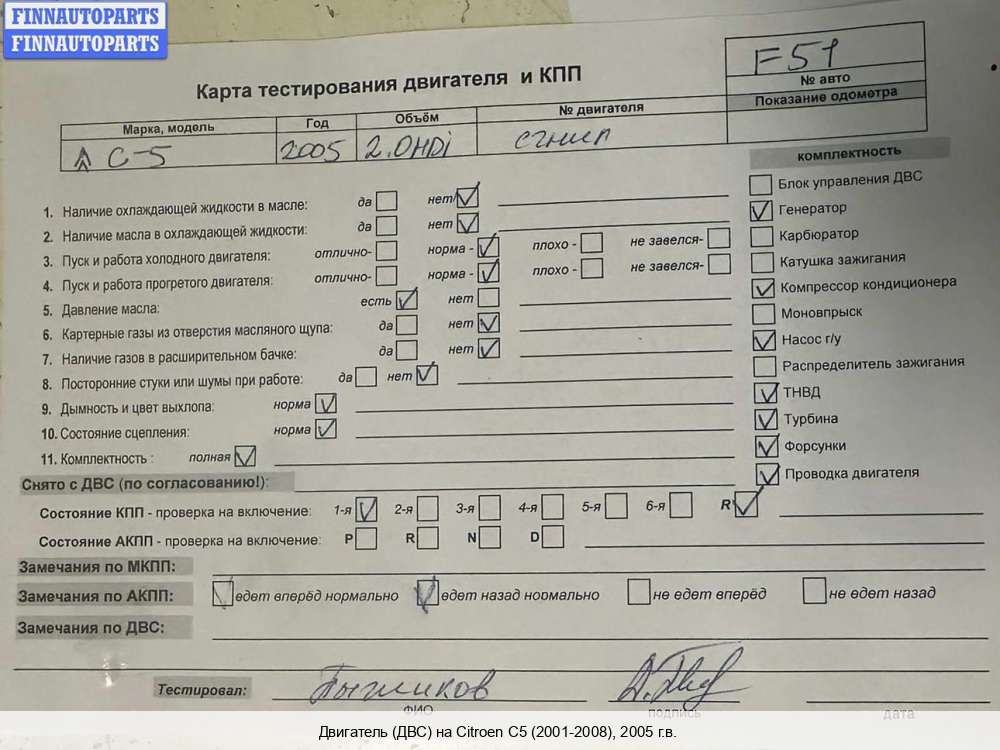 FINNAUTOPARTS
FINNAUTOPARTS
F51
№ авто
Показание одометра
Карта тестирования двигателя и КПП
Марка, модель Год Объём № двигателя
С-5 2005 2.0HDi сгнил
комплектность
Блок управления ДВС
Генератор
Карбюратор
Катушка зажигания
Компрессор кондиционера
Моновпрыск
Насос г/у
Распределитель зажигания
ТНВД
Турбина
Форсунки
Проводка двигателя
1. Наличие охлаждающей жидкости в масле: да нет
2. Наличие масла в охлаждающей жидкости: да нет
3. Пуск и работа холодного двигателя: отлично- норма - плохо - не завелся-
4. Пуск и работа прогретого двигателя: отлично- норма - плохо - не завелся-
5. Давление масла: есть нет
6. Картерные газы из отверстия масляного щупа: да нет
7. Наличие газов в расширительном бачке: да нет
8. Посторонние стуки или шумы при работе: да нет
9. Дымность и цвет выхлопа: норма
10. Состояние сцепления: норма
11. Комплектность : полная
Снято с ДВС (по согласованию!):
Состояние КПП - проверка на включение: 1-я 2-я 3-я 4-я 5-я 6-я R
Состояние АКПП - проверка на включение: P R N D
Замечания по МКПП:
Замечания по АКПП: едет вперёд нормально едет назад нормально не едет вперёд не едет назад
Замечания по ДВС:
Тестировал:
ФИО подпись дата
Двигатель (ДВС) на Citroen C5 (2001-2008), 2005 г.в.